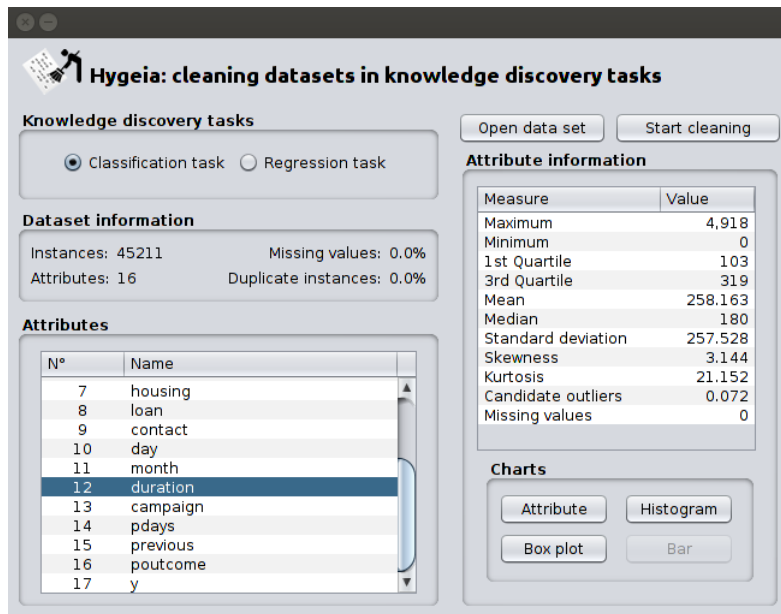 Hygeia: cleaning datasets in knowledge discovery tasks
Knowledge discovery tasks
Classification task Regression task
Dataset information
Instances: 45211 Missing values: 0.0%
Attributes: 16 Duplicate instances: 0.0%
Attributes
N° Name
7 housing
8 loan
9 contact
10 day
11 month
12 duration
13 campaign
14 pdays
15 previous
16 poutcome
17 y
Open data set Start cleaning
Attribute information
Measure Value
Maximum 4,918
Minimum 0
1st Quartile 103
3rd Quartile 319
Mean 258.163
Median 180
Standard deviation 257.528
Skewness 3.144
Kurtosis 21.152
Candidate outliers 0.072
Missing values 0
Charts
Attribute Histogram
Box plot Bar